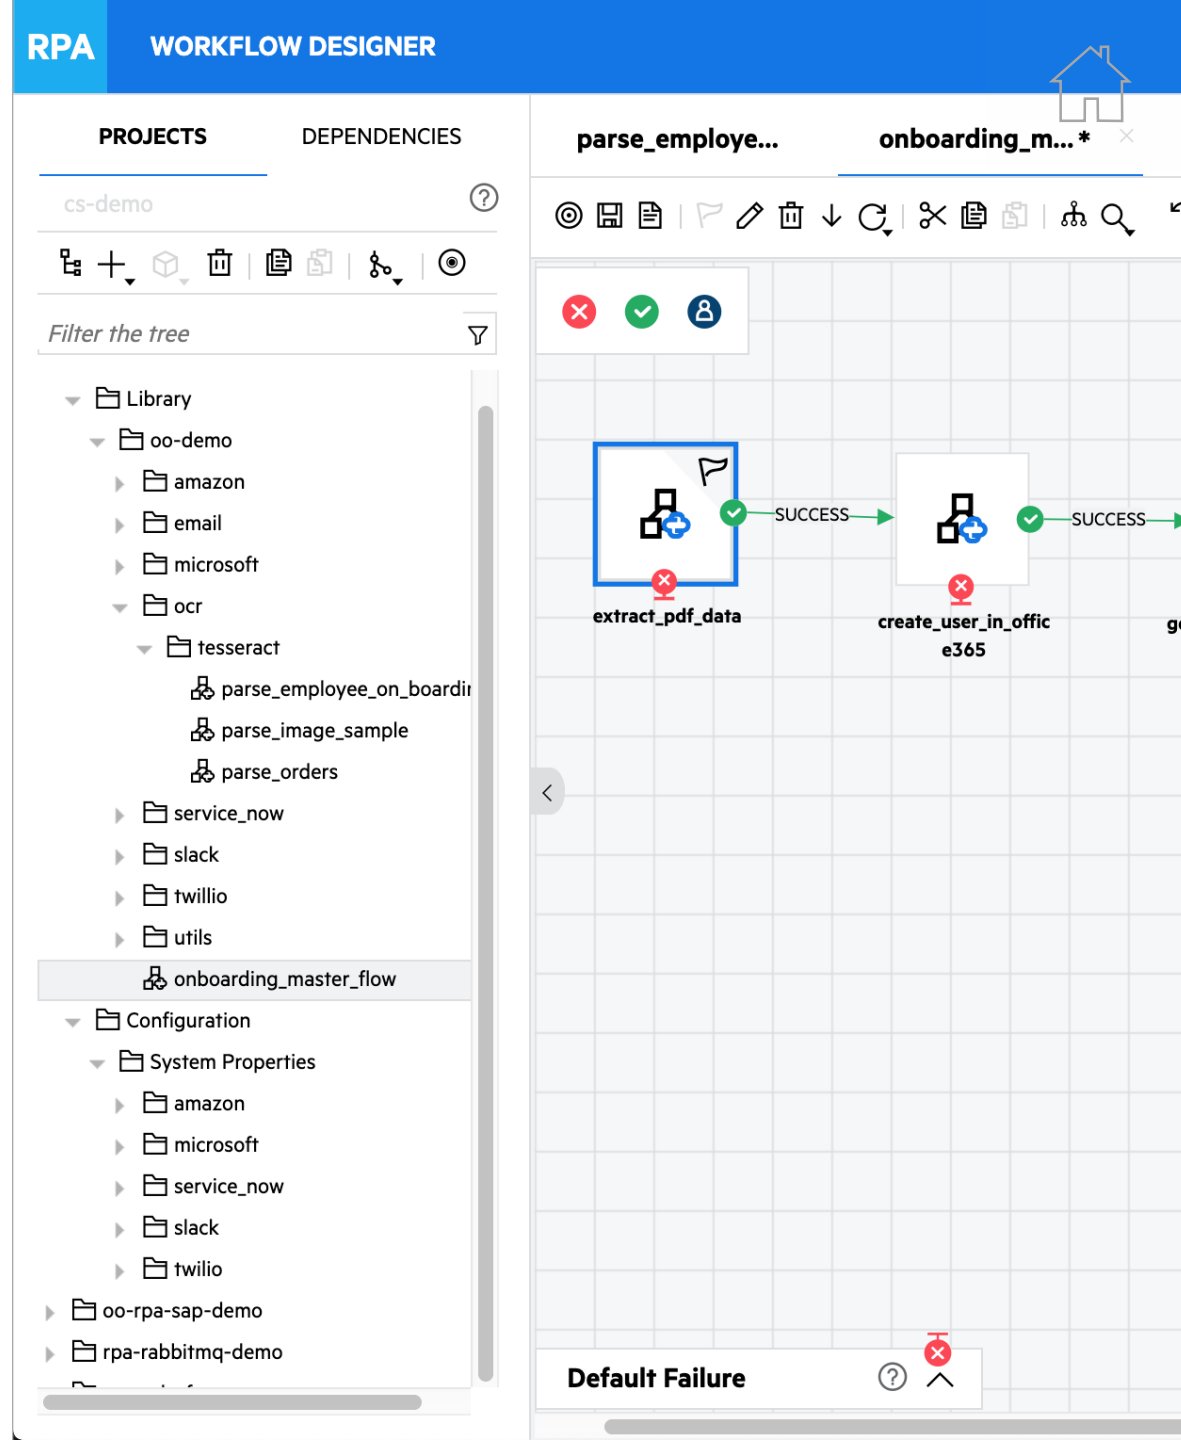 RPA
WORKFLOW DESIGNER
PROJECTS
DEPENDENCIES
parse_employe...
onboarding_m... *
cs-demo
Filter the tree
Library
oo-demo
amazon
email
microsoft
ocr
tesseract
parse_employee_on_boardin
parse_image_sample
parse_orders
service_now
slack
twillio
utils
onboarding_master_flow
Configuration
System Properties
amazon
microsoft
service_now
slack
twilio
oo-rpa-sap-demo
rpa-rabbitmq-demo
SUCCESS
SUCCESS
extract_pdf_data
create_user_in_offic
e365
Default Failure